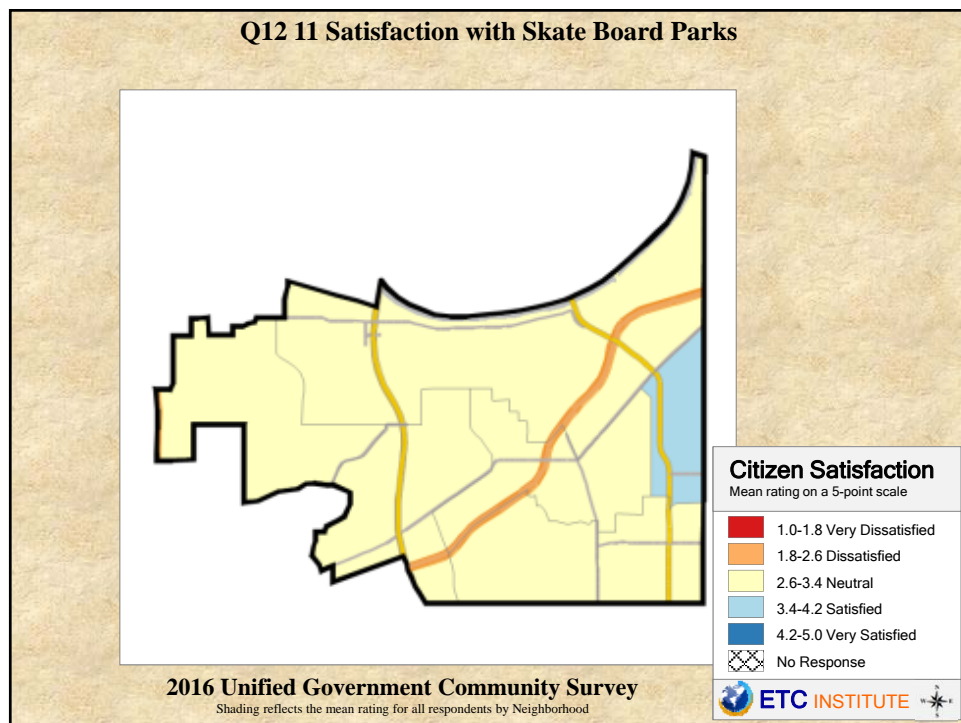 Q12 11 Satisfaction with Skate Board Parks
Citizen Satisfaction
Mean rating on a 5-point scale
1.0-1.8 Very Dissatisfied
1.8-2.6 Dissatisfied
2.6-3.4 Neutral
3.4-4.2 Satisfied
4.2-5.0 Very Satisfied
No Response
2016 Unified Government Community Survey
Shading reflects the mean rating for all respondents by Neighborhood
ETC INSTITUTE
N
W
E
S